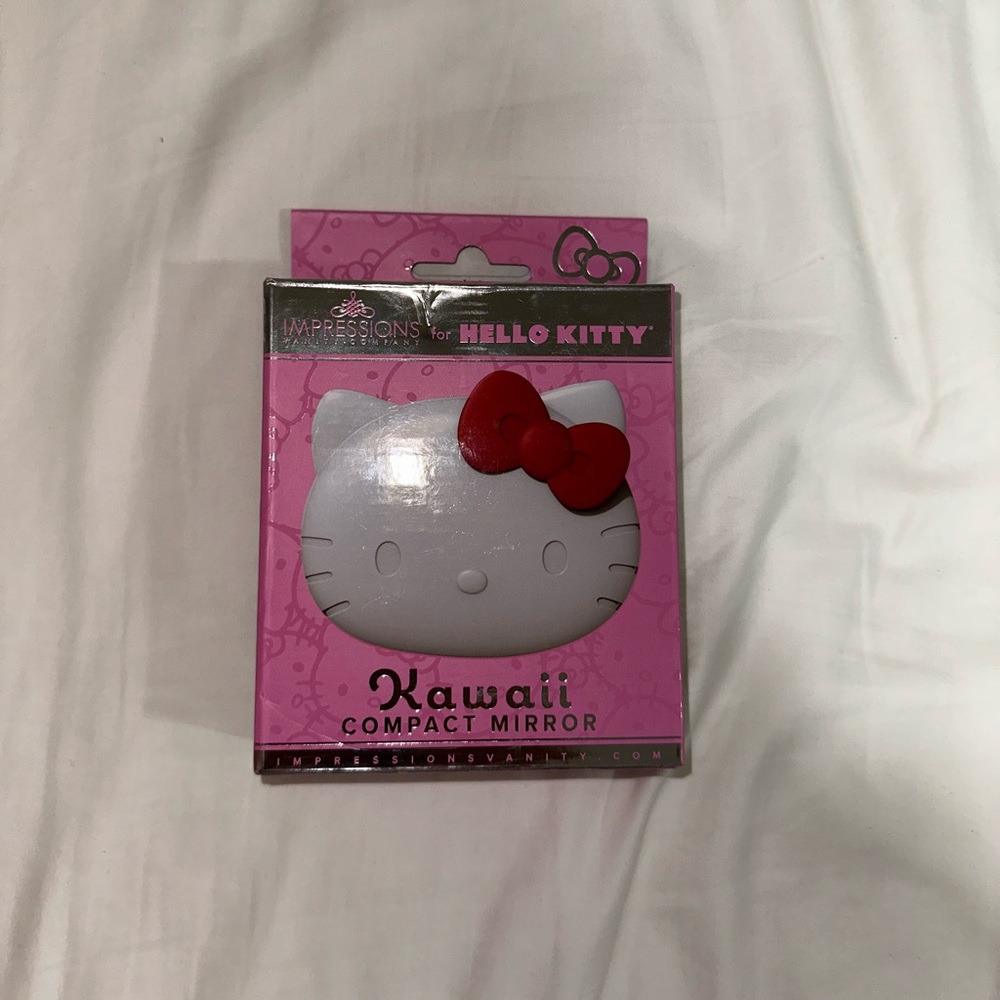 IMPRESSIONS for HELLO KITTY®
VANITY·COMPANY
Kawaii
COMPACT MIRROR
IMPRESSIONSVANITY.COM